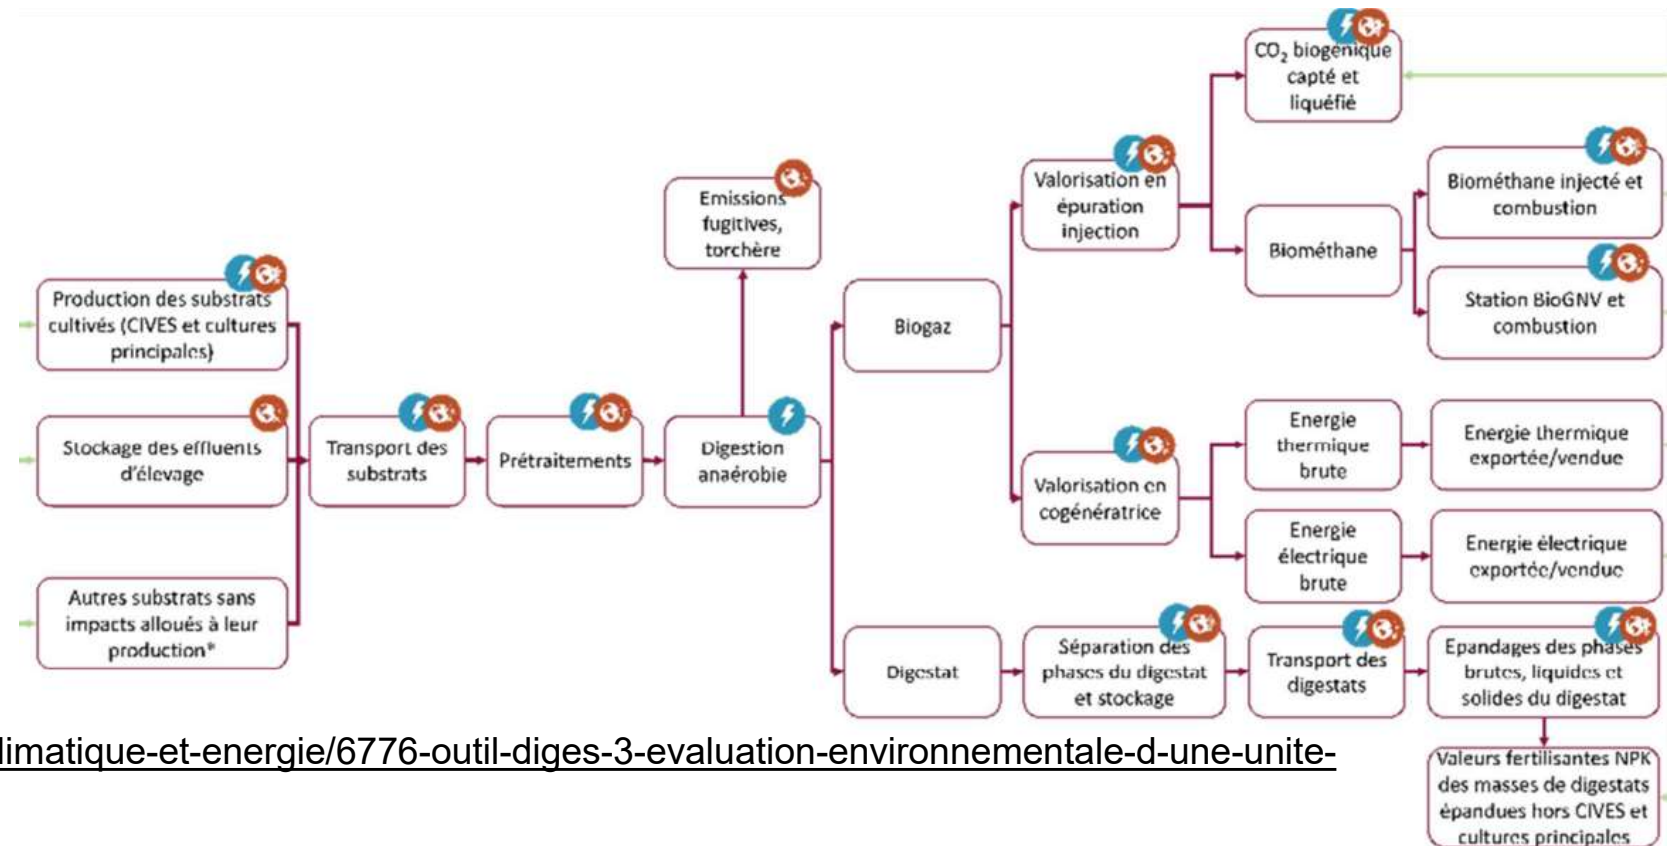 CO₂ biogénique
capté et
liquéfié
Valorisation en
épuration
injection
Biométhane injecté et
combustion
Emissions
fugitives,
torchère
Biométhane
Production des substrats
cultivés (CIVES et cultures
principales)
Biogaz
Station BioGNV et
combustion
Stockage des effluents
d'élevage
Transport des
substrats
Prétraitements
Digestion
anaérobie
Valorisation en
cogénératrice
Energie
thermique
brute
Energie thermique
exportée/vendue
Energie
électrique
brute
Energie électrique
exportée/vendue
Autres substrats sans
impacts alloués à leur
production*
Digestat
Séparation des
phases du digestat
et stockage
Transport des
digestats
Epandages des phases
brutes, liquides et
solides du digestat
limatique-et-energie/6776-outil-diges-3-evaluation-environnementale-d-une-unite-
Valeurs fertilisantes NPK
des masses de digestats
épandues hors CIVES et
cultures principales